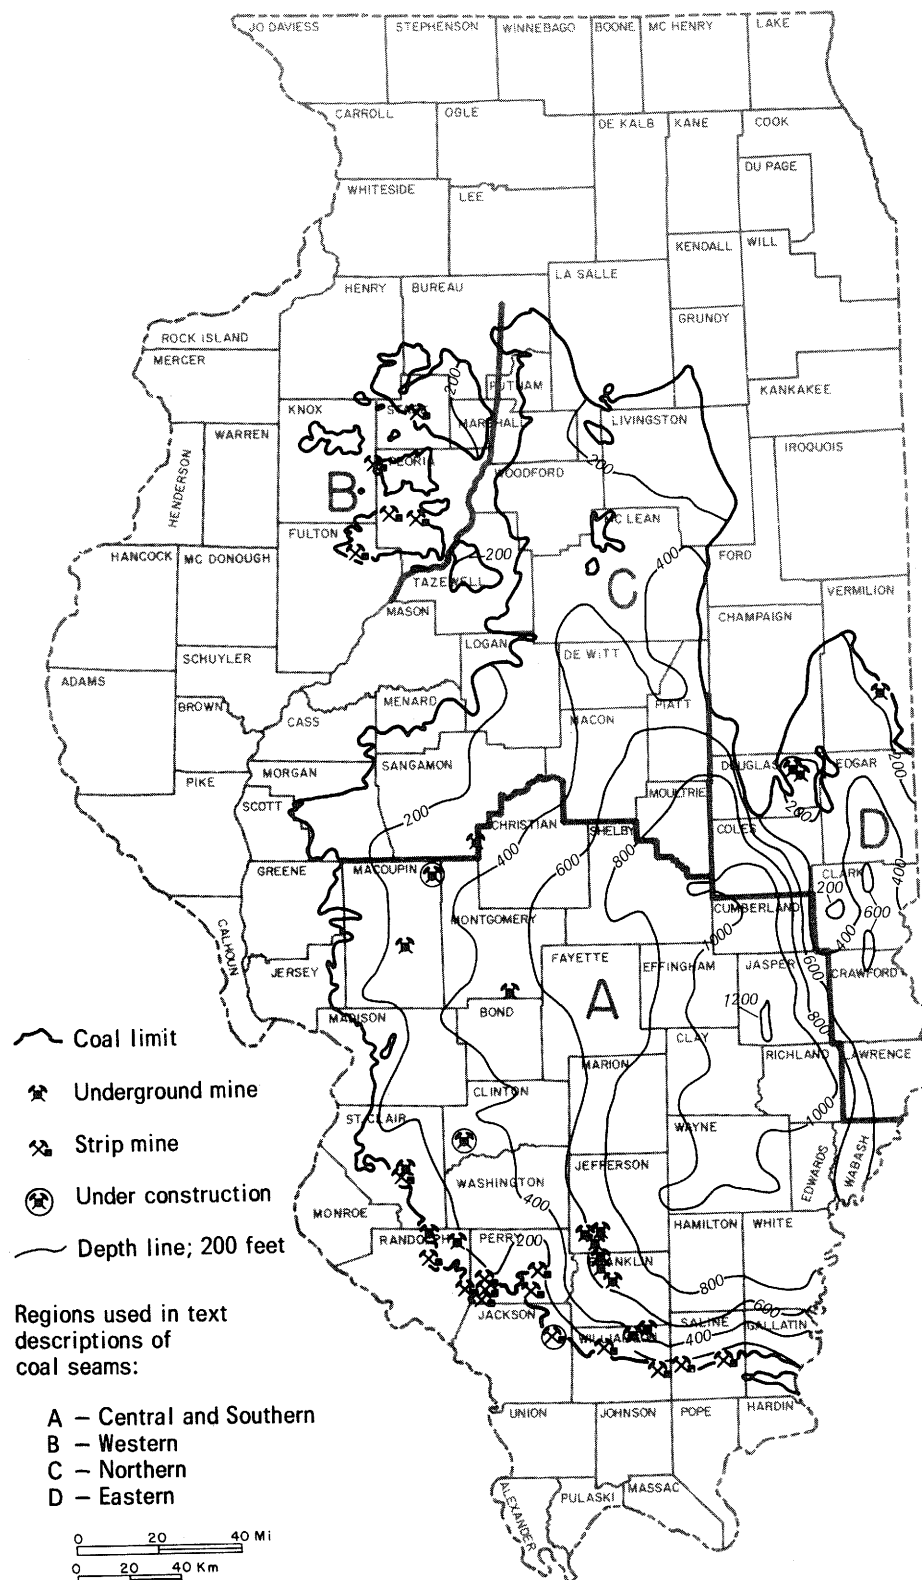 JO DAVIESS
STEPHENSON
WINNEBAGO
BOONE
MC HENRY
LAKE
CARROLL
OGLE
DE KALB
KANE
COOK
DU PAGE
WHITESIDE
LEE
KENDALL
WILL
LA SALLE
HENRY
BUREAU
GRUNDY
ROCK ISLAND
MERCER
PUTNAM
KANKAKEE
200
KNOX
STARK
MARSHALL
LIVINGSTON
WARREN
IROQUOIS
HENDERSON
PEORIA
WOODFORD
200
B
MC LEAN
FULTON
HANCOCK
MC DONOUGH
200
400
FORD
TAZEWELL
C
VERMILION
MASON
CHAMPAIGN
LOGAN
DE WITT
SCHUYLER
ADAMS
BROWN
CASS
MENARD
PIATT
MACON
MORGAN
SANGAMON
DOUGLAS
EDGAR
200
PIKE
SCOTT
MOULTRIE
200
200
CHRISTIAN
SHELBY
COLES
D
400
600
800
GREENE
MACOUPIN
CLARK
400
200
CALHOUN
MONTGOMERY
CUMBERLAND
600
400
1000
JERSEY
FAYETTE
EFFINGHAM
JASPER
600
CRAWFORD
A
1200
MADISON
BOND
800
CLAY
RICHLAND
LAWRENCE
MARION
CLINTON
1000
ST. CLAIR
WAYNE
EDWARDS
WABASH
JEFFERSON
WASHINGTON
400
MONROE
HAMILTON
WHITE
RANDOLPH
PERRY
200
FRANKLIN
800
600
JACKSON
SALINE
GALLATIN
WILLIAMSON
400
UNION
JOHNSON
POPE
HARDIN
ALEXANDER
PULASKI
MASSAC
Coal limit
Underground mine
Strip mine
Under construction
Depth line; 200 feet
Regions used in text
descriptions of
coal seams:
A – Central and Southern
B – Western
C – Northern
D – Eastern
0 20 40 Mi
0 20 40 Km